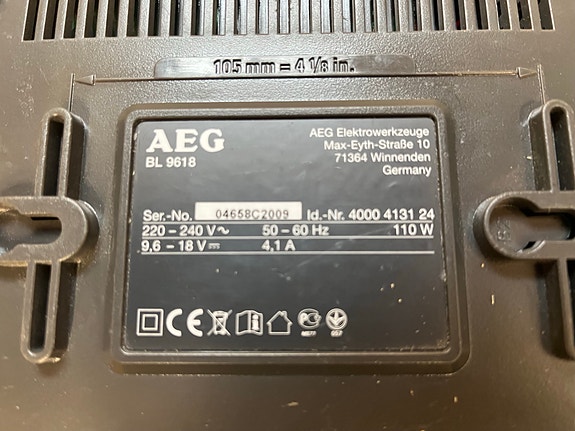 105 mm = 4 1/8 in.
AEG
BL 9618
AEG Elektrowerkzeuge
Max-Eyth-Straße 10
71364 Winnenden
Germany
Ser.-No. 04658C2009 Id.-Nr. 4000 4131 24
220 – 240 V~ 50 – 60 Hz 110 W
9,6 – 18 V⎓ 4,1 A
CE